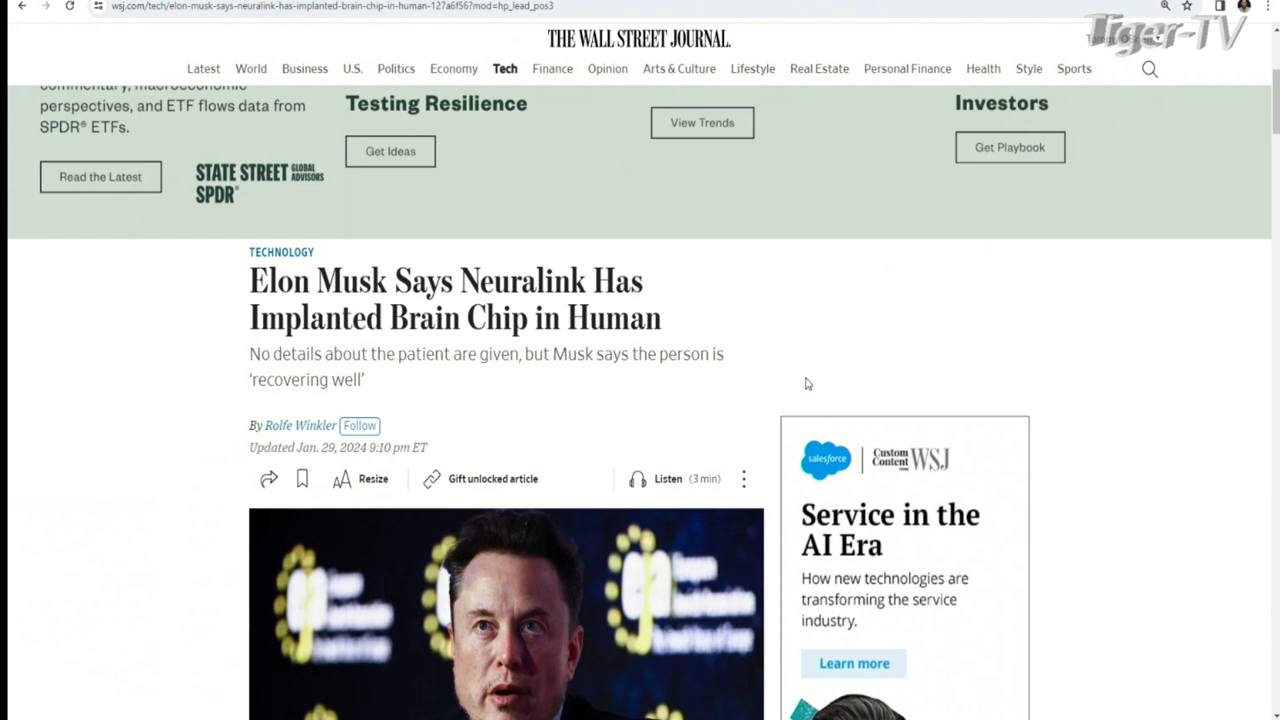 wsj.com/tech/elon-musk-says-neuralink-has-implanted-brain-chip-in-human-127a6f56?mod=hp_lead_pos3
Tiger-TV
THE WALL STREET JOURNAL.
Latest World Business U.S. Politics Economy Tech Finance Opinion Arts & Culture Lifestyle Real Estate Personal Finance Health Style Sports
commentary, macroeconomic
perspectives, and ETF flows data from
SPDR® ETFs.
Read the Latest
STATE STREET GLOBAL ADVISORS
SPDR®
Testing Resilience
Get Ideas
View Trends
Investors
Get Playbook
TECHNOLOGY
Elon Musk Says Neuralink Has
Implanted Brain Chip in Human
No details about the patient are given, but Musk says the person is
‘recovering well’
By Rolfe Winkler Follow
Updated Jan. 29, 2024 9:10 pm ET
AA Resize Gift unlocked article Listen (3 min)
salesforce | Custom Content FROM WSJ
Service in the
AI Era
How new technologies are
transforming the service
industry.
Learn more